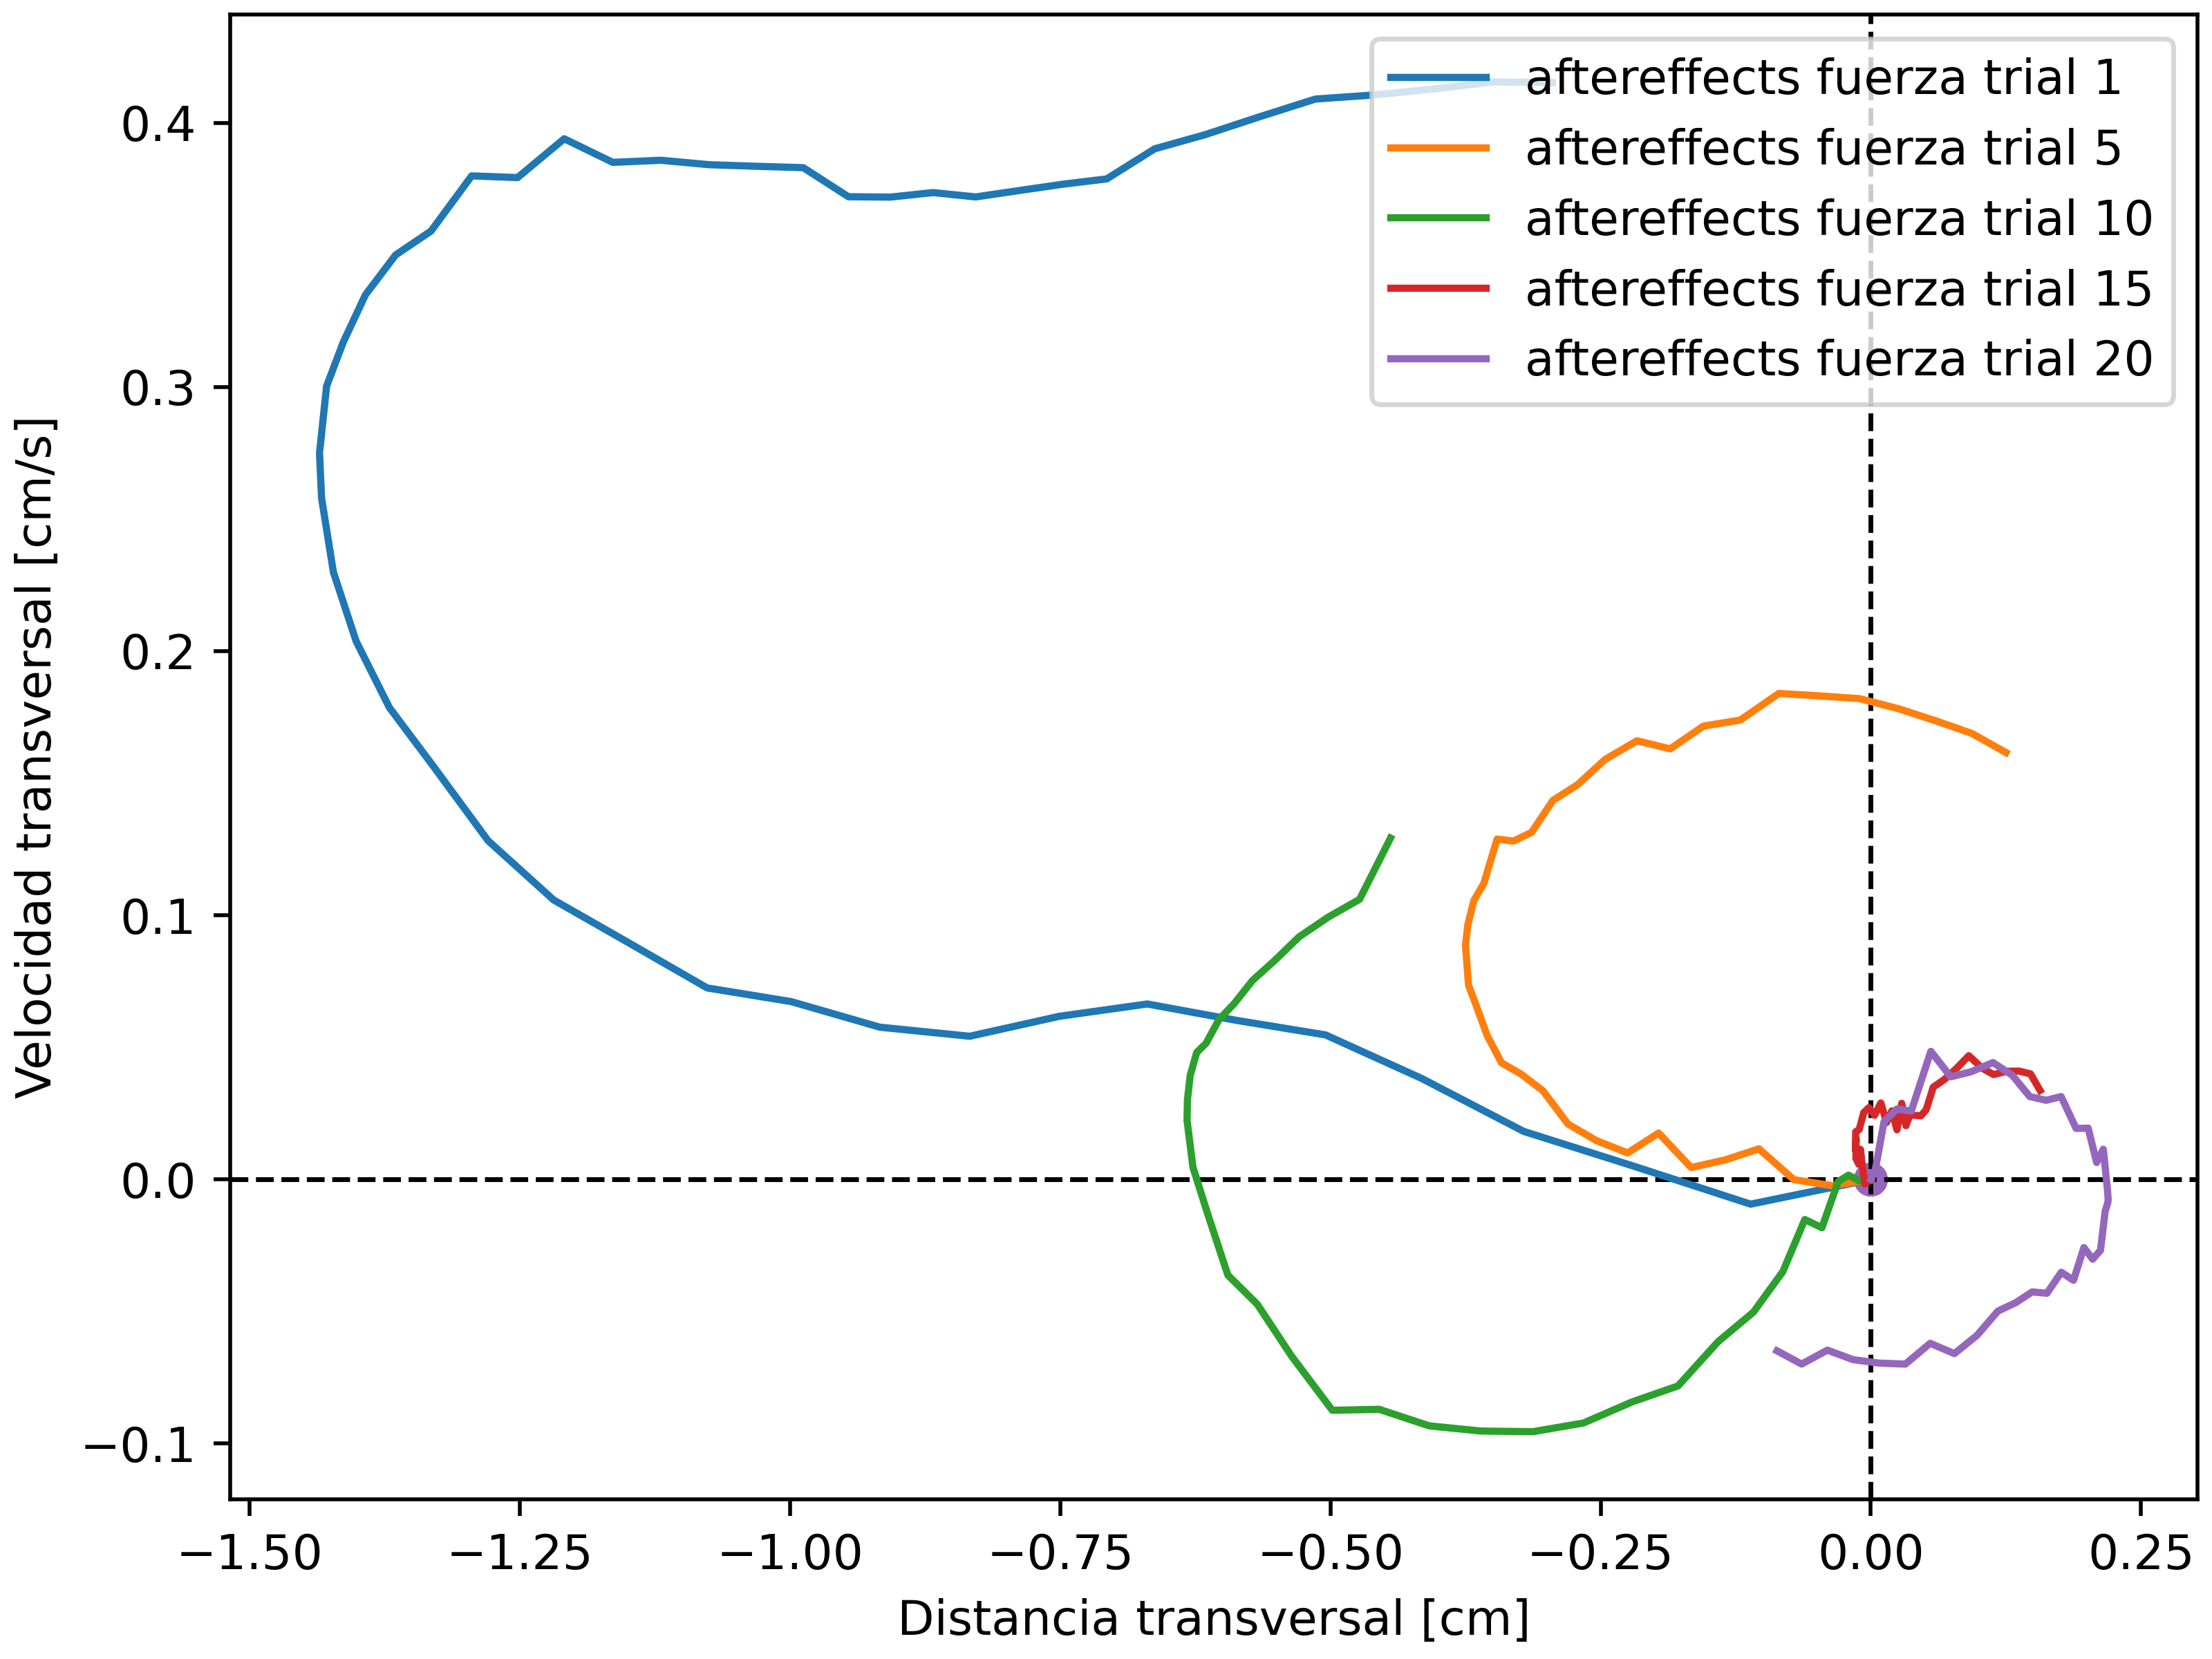 aftereffects fuerza trial 1
aftereffects fuerza trial 5
aftereffects fuerza trial 10
aftereffects fuerza trial 15
aftereffects fuerza trial 20
Velocidad transversal [cm/s]
0.4
0.3
0.2
0.1
0.0
−0.1
−1.50 −1.25 −1.00 −0.75 −0.50 −0.25 0.00 0.25
Distancia transversal [cm]